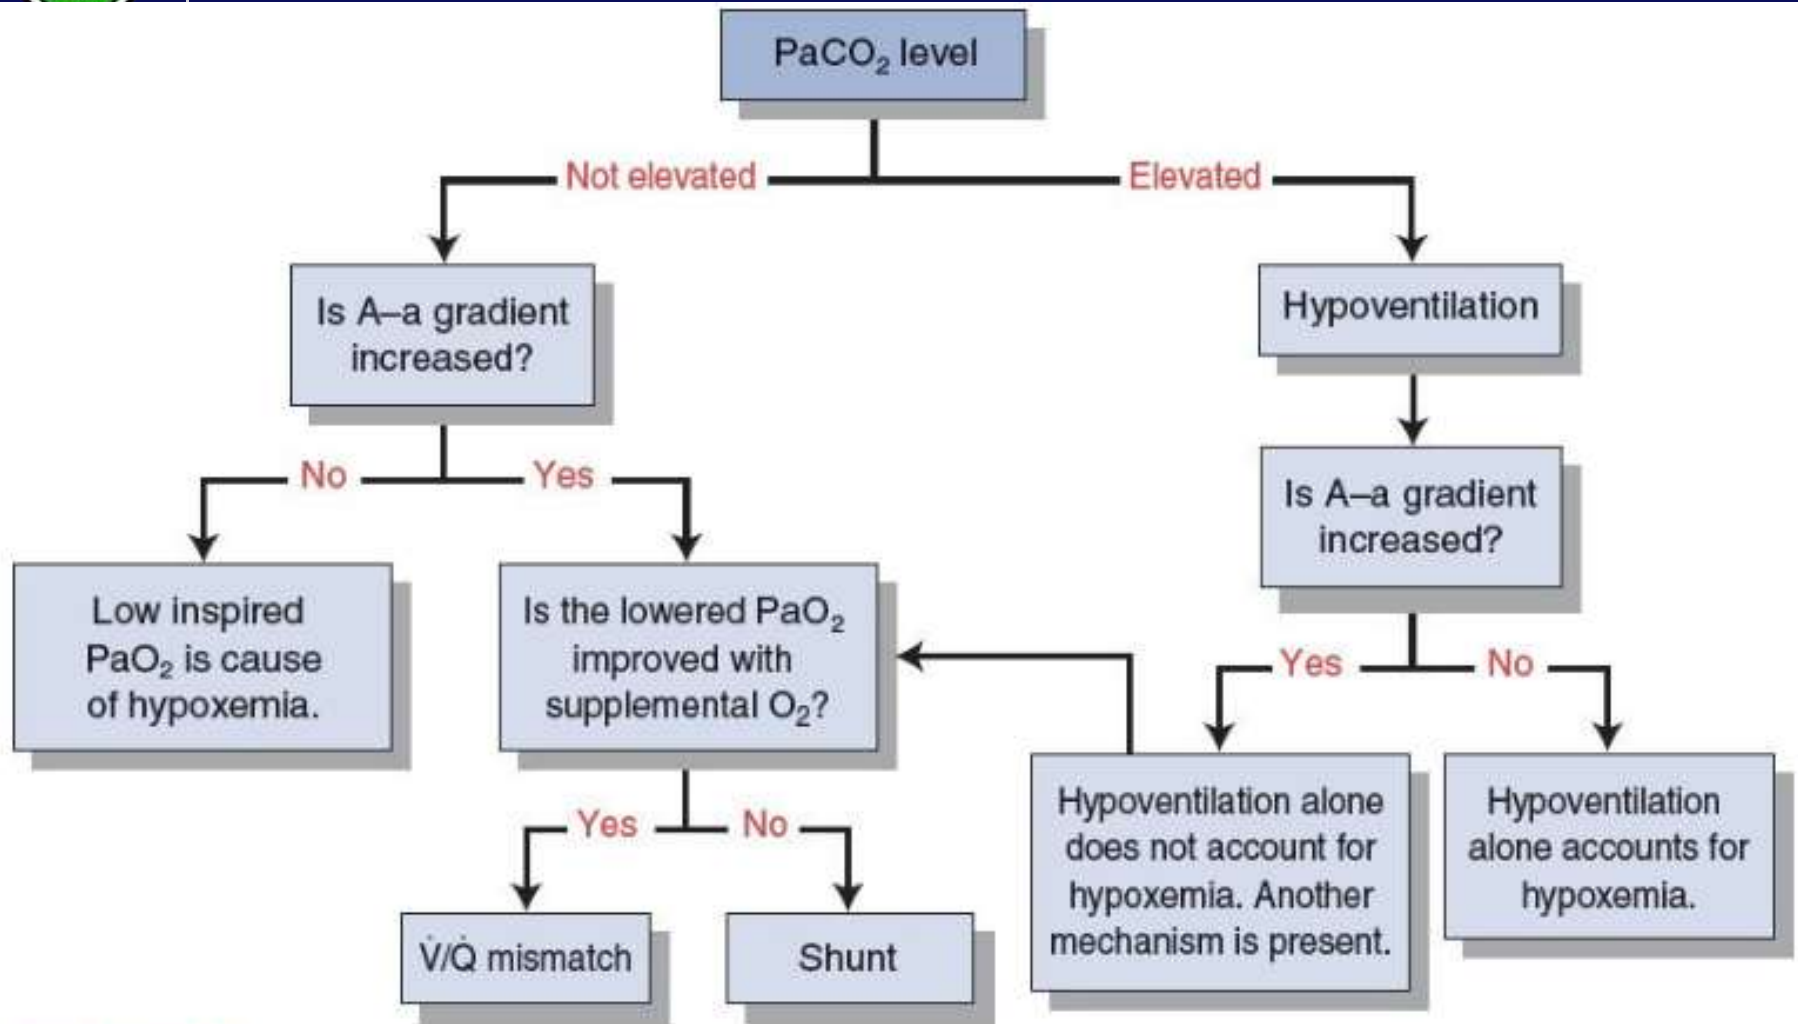 PaCO₂ level
Not elevated
Elevated
Is A–a gradient
increased?
Hypoventilation
No
Yes
Is A–a gradient
increased?
Low inspired
PaO₂ is cause
of hypoxemia.
Is the lowered PaO₂
improved with
supplemental O₂?
Yes
No
Yes
No
Hypoventilation alone
does not account for
hypoxemia. Another
mechanism is present.
Hypoventilation
alone accounts for
hypoxemia.
V̇/Q̇ mismatch
Shunt